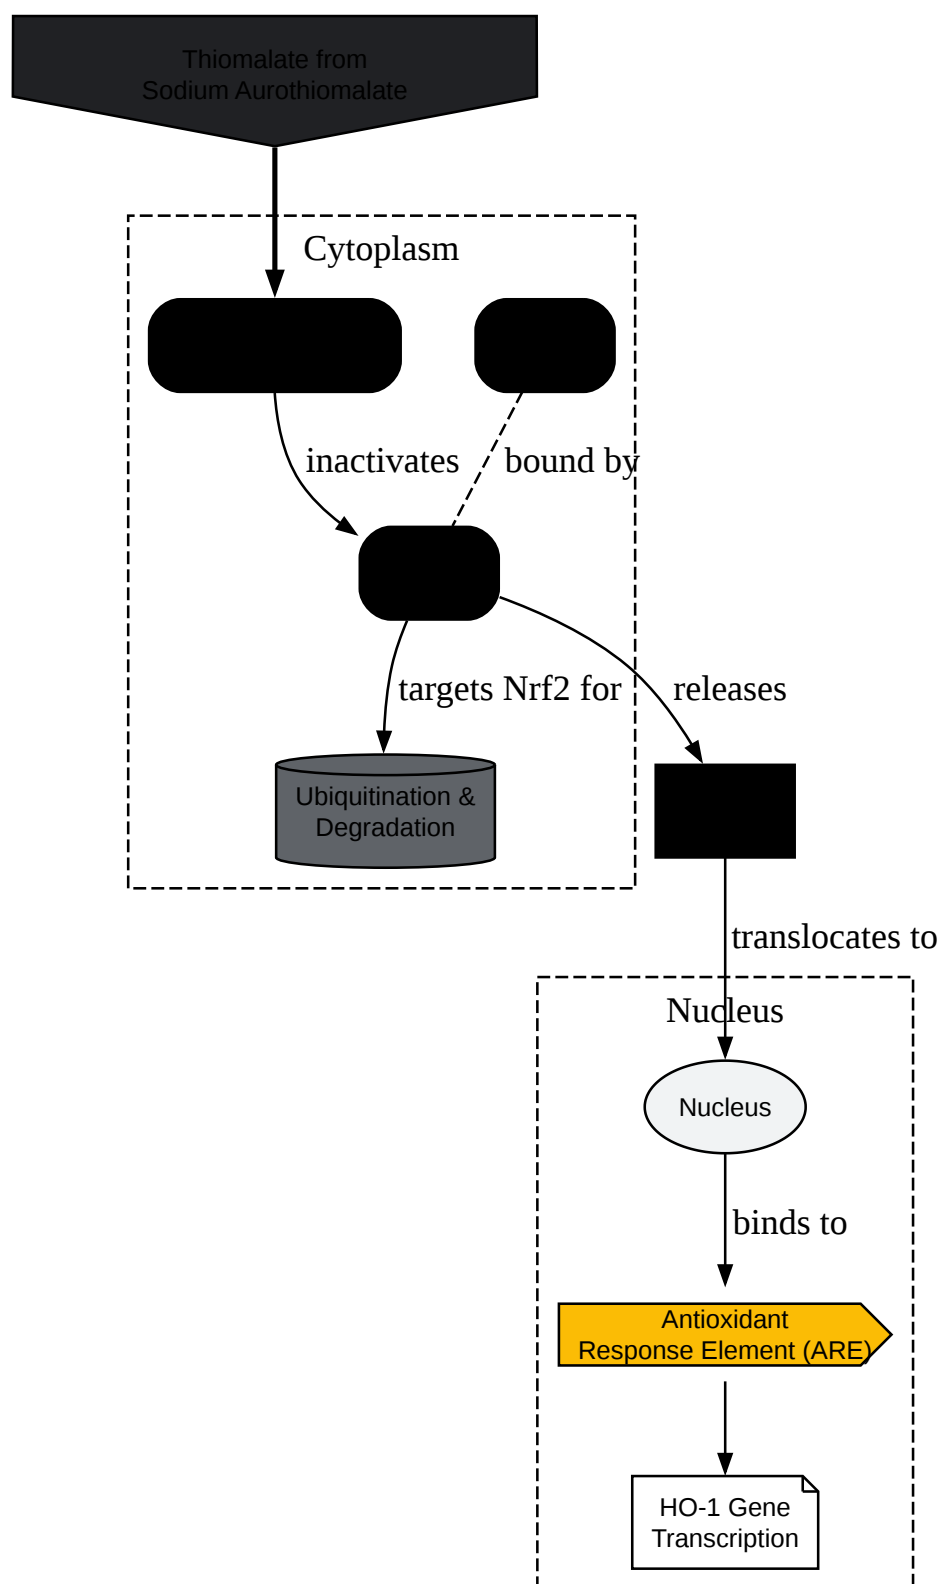 Thiomalate from
Sodium Aurothiomalate
Cytoplasm
inactivates
bound by
targets Nrf2 for
releases
Ubiquitination &
Degradation
translocates to
Nucleus
Nucleus
binds to
Antioxidant
Response Element (ARE)
HO-1 Gene
Transcription